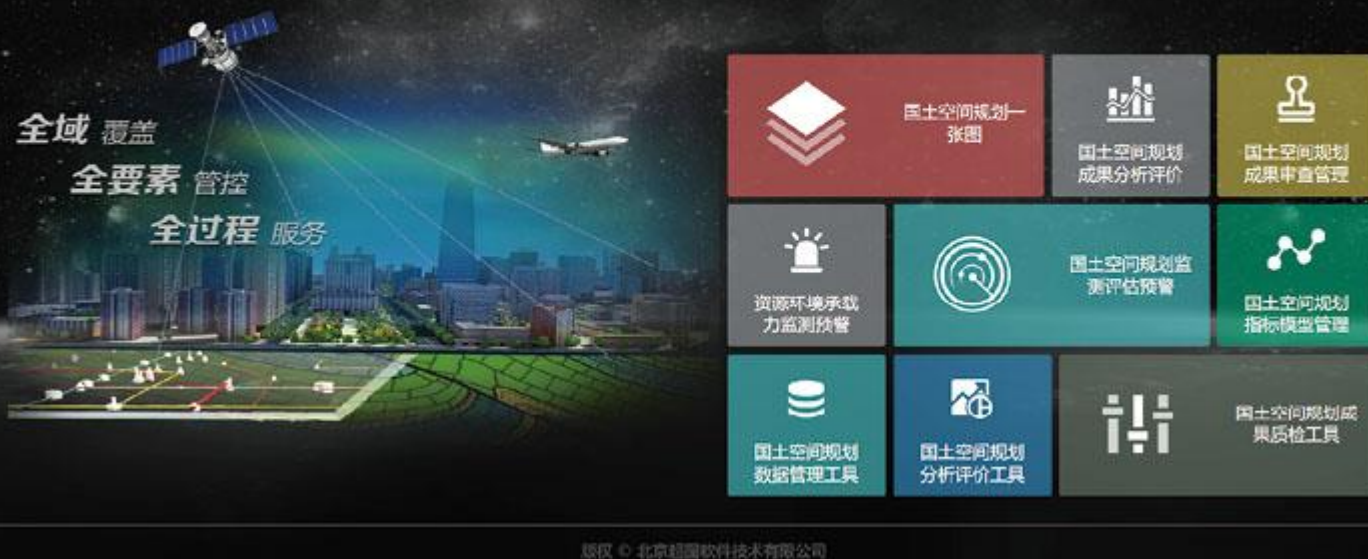 全域 覆盖
全要素 管控
全过程 服务
国土空间规划一
张图
国土空间规划
成果分析评价
国土空间规划
成果审查管理
资源环境承载
力监测预警
国土空间规划监
测评估预警
国土空间规划
指标模型管理
国土空间规划
数据管理工具
国土空间规划
分析评价工具
国土空间规划成
果质检工具
版权 © 北京超图软件技术有限公司